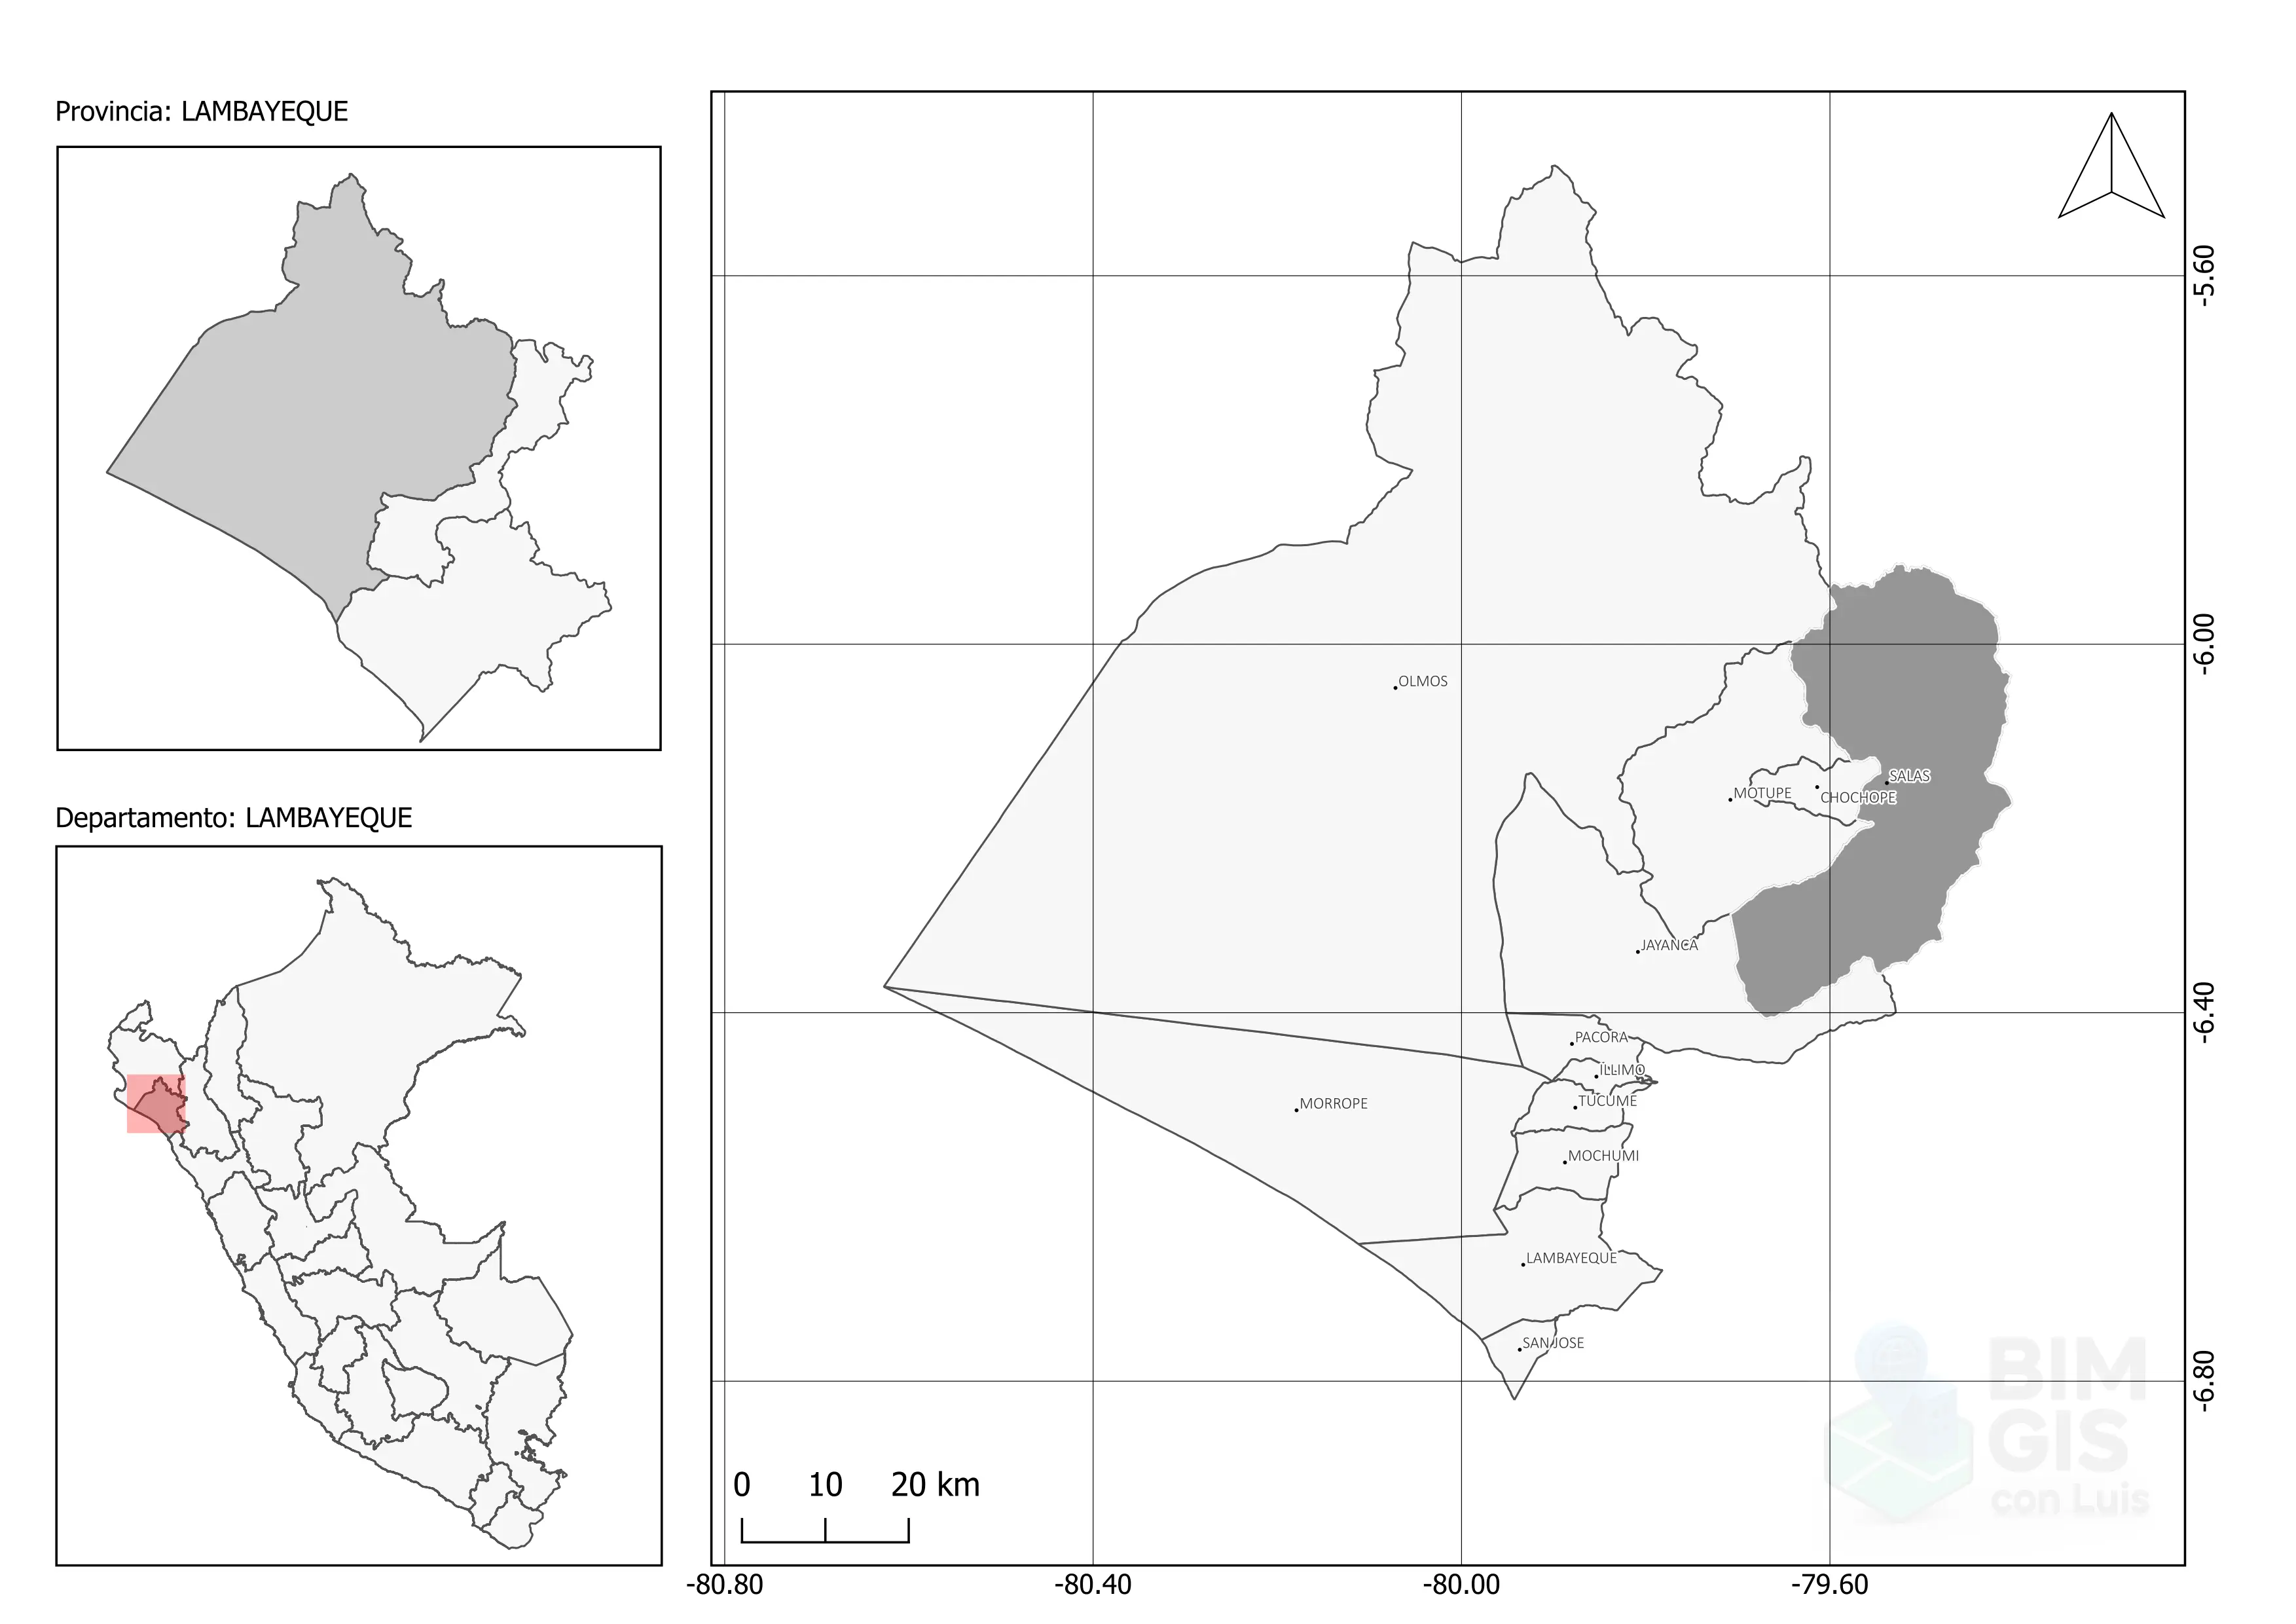 Provincia: LAMBAYEQUE
Departamento: LAMBAYEQUE
-5.60
-6.00
OLMOS
SALAS
MOTUPE
CHOCHOPE
JAYANCA
-6.40
PACORA
ILLIMO
TUCUME
MORROPE
MOCHUMI
LAMBAYEQUE
SAN JOSE
-6.80
BIM
GIS
con Luis
0 10 20 km
-80.80 -80.40 -80.00 -79.60